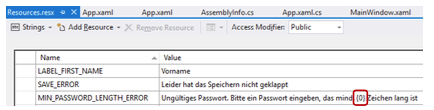 Resources.resx App.xaml App.xaml AssemblyInfo.cs App.xaml.cs MainWindow.xaml
Strings Add Resource Remove Resource Access Modifier: Public
Name Value
LABEL_FIRST_NAME Vorname
SAVE_ERROR Leider hat das Speichern nicht geklappt
MIN_PASSWORD_LENGTH_ERROR Ungültiges Passwort. Bitte ein Passwort eingeben, das mind. {0} Zeichen lang ist